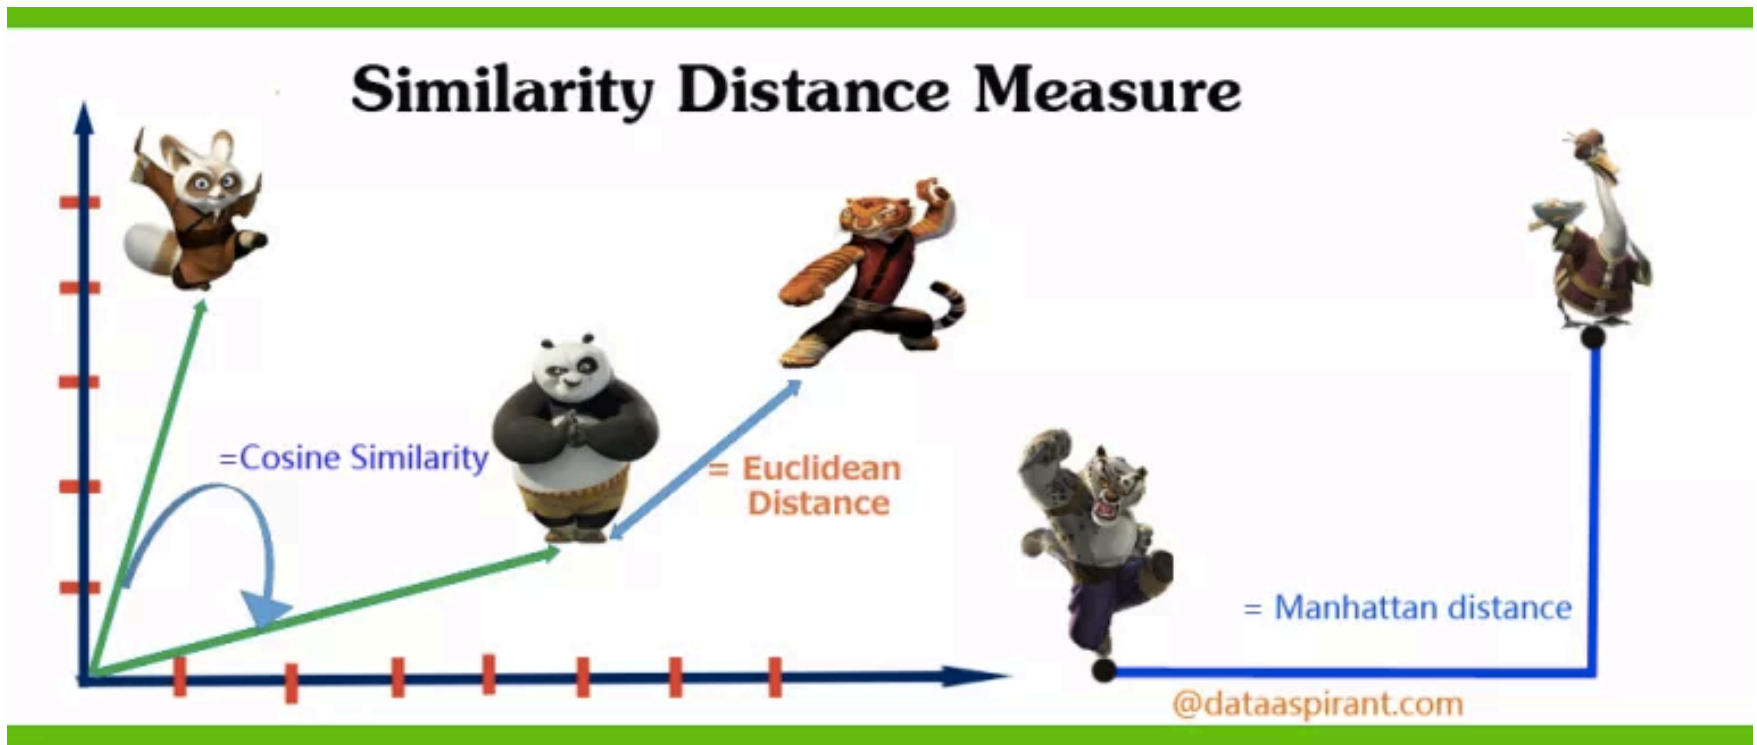 Similarity Distance Measure
=Cosine Similarity
= Euclidean
Distance
= Manhattan distance
@dataaspirant.com